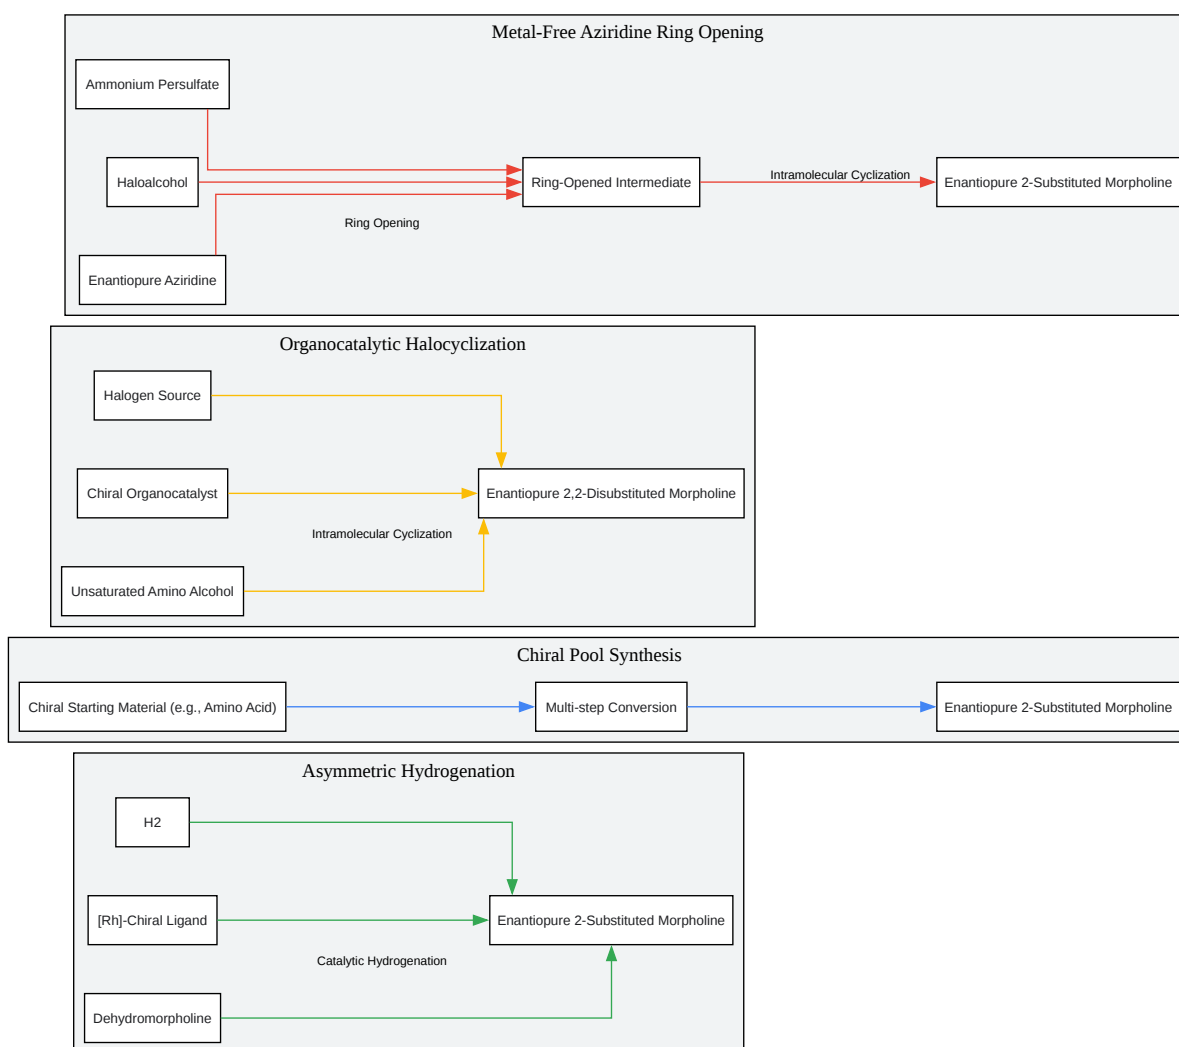 Metal-Free Aziridine Ring Opening
Ammonium Persulfate
Haloalcohol
Ring-Opened Intermediate
Intramolecular Cyclization
Enantiopure 2-Substituted Morpholine
Ring Opening
Enantiopure Aziridine
Organocatalytic Halocyclization
Halogen Source
Chiral Organocatalyst
Enantiopure 2,2-Disubstituted Morpholine
Intramolecular Cyclization
Unsaturated Amino Alcohol
Chiral Pool Synthesis
Chiral Starting Material (e.g., Amino Acid)
Multi-step Conversion
Enantiopure 2-Substituted Morpholine
Asymmetric Hydrogenation
H2
[Rh]-Chiral Ligand
Enantiopure 2-Substituted Morpholine
Catalytic Hydrogenation
Dehydromorpholine